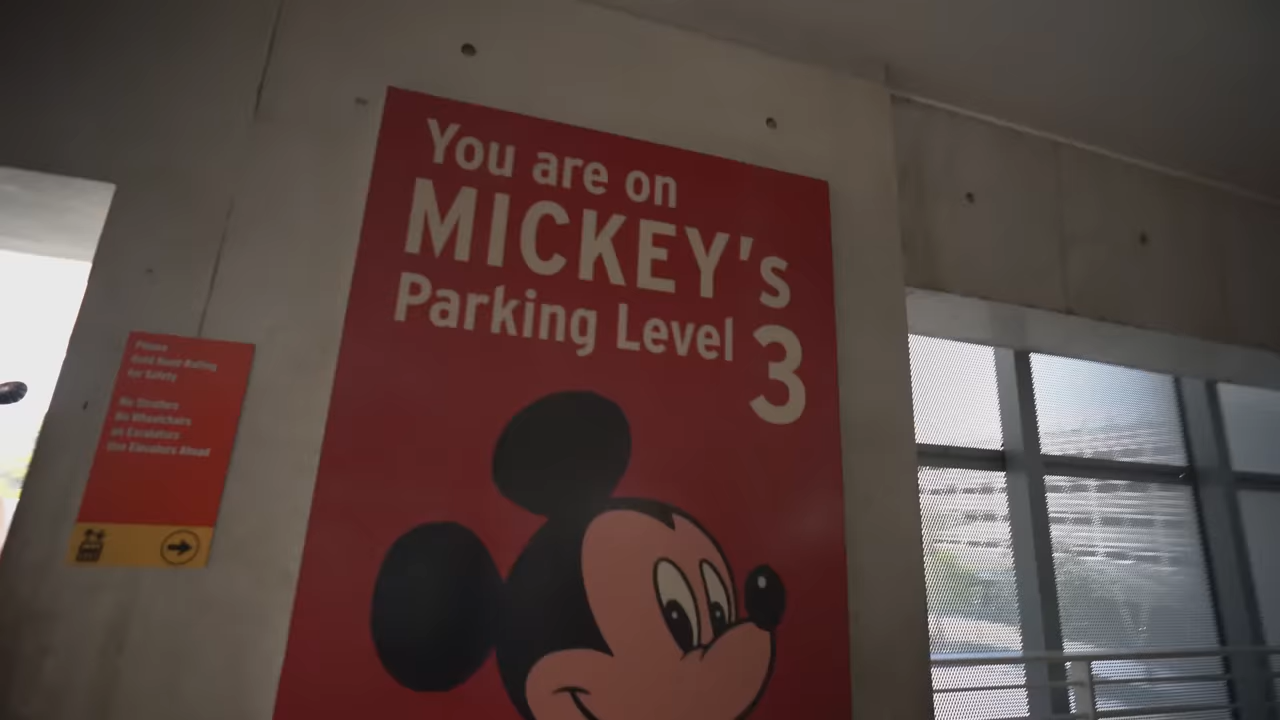 You are on
MICKEY's
Parking Level
3
Please
Hold Hand Railing
for Safety
No Strollers
No Wheelchairs
on Escalators
Use Elevators Ahead